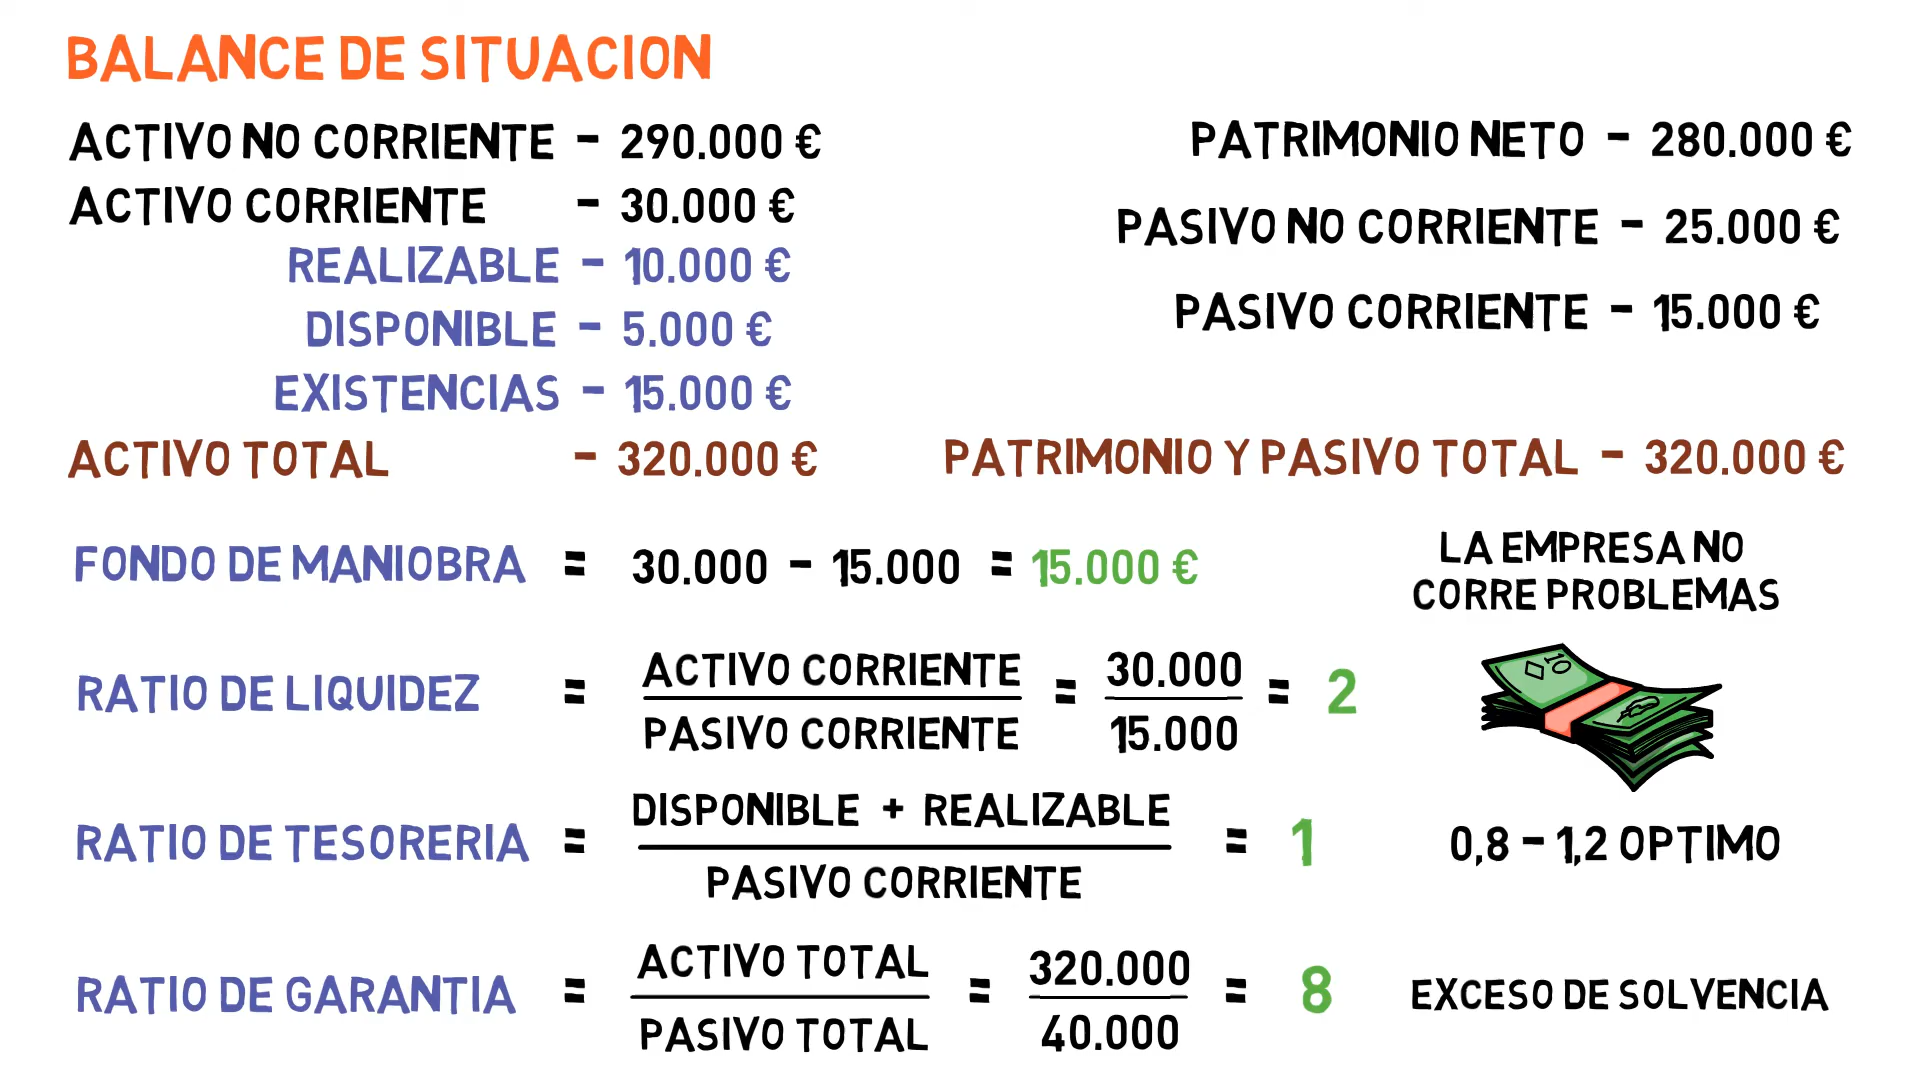 BALANCE DE SITUACION
ACTIVO NO CORRIENTE - 290.000 €
ACTIVO CORRIENTE - 30.000 €
REALIZABLE - 10.000 €
DISPONIBLE - 5.000 €
EXISTENCIAS - 15.000 €
ACTIVO TOTAL - 320.000 €
PATRIMONIO NETO - 280.000 €
PASIVO NO CORRIENTE - 25.000 €
PASIVO CORRIENTE - 15.000 €
PATRIMONIO Y PASIVO TOTAL - 320.000 €
FONDO DE MANIOBRA = 30.000 - 15.000 = 15.000 €
LA EMPRESA NO
CORRE PROBLEMAS
RATIO DE LIQUIDEZ =
ACTIVO CORRIENTE
PASIVO CORRIENTE
=
30.000
15.000
= 2
10
RATIO DE TESORERIA =
DISPONIBLE + REALIZABLE
PASIVO CORRIENTE
= 1
0,8 - 1,2 OPTIMO
RATIO DE GARANTIA =
ACTIVO TOTAL
PASIVO TOTAL
=
320.000
40.000
= 8
EXCESO DE SOLVENCIA